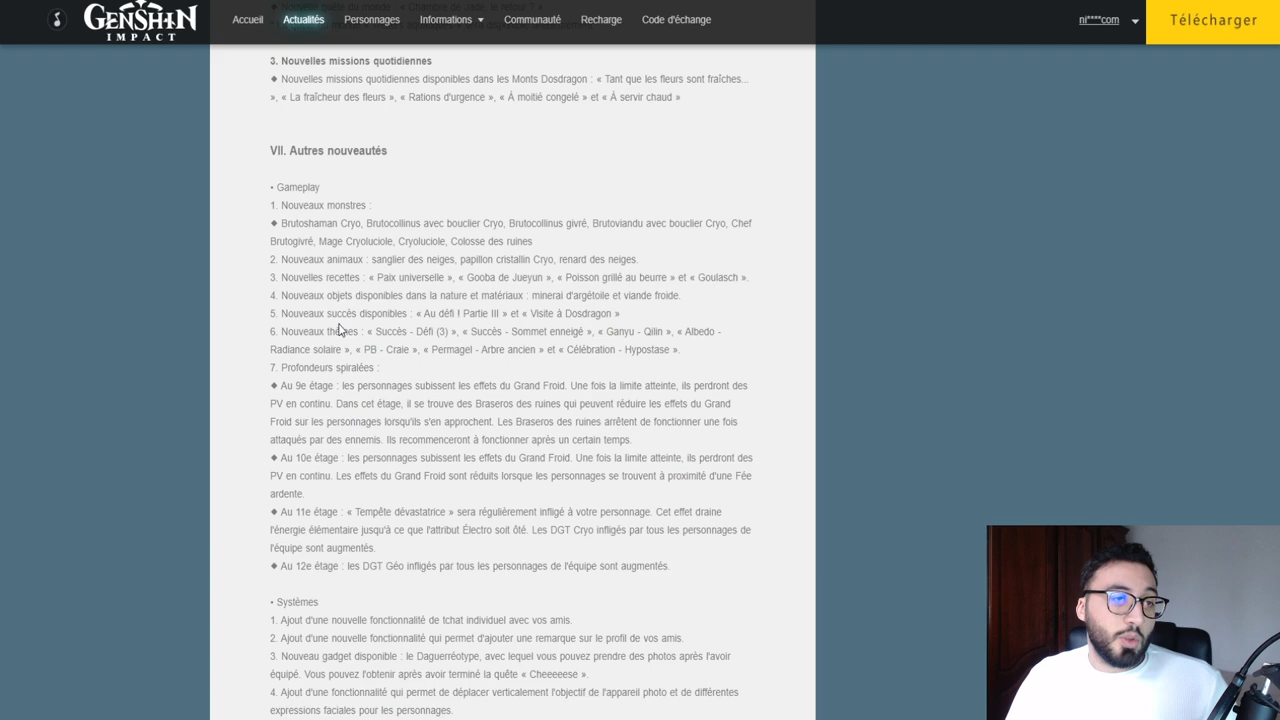 GENSHIN
IMPACT
Accueil
Actualités
Personnages
Informations
Communauté
Recharge
Code d'échange
ni****com
Télécharger
3. Nouvelles missions quotidiennes
◆ Nouvelles missions quotidiennes disponibles dans les Monts Dosdragon : « Tant que les fleurs sont fraîches...
», « La fraîcheur des fleurs », « Rations d'urgence », « À moitié congelé » et « À servir chaud »
VII. Autres nouveautés
• Gameplay
1. Nouveaux monstres :
◆ Brutoshaman Cryo, Brutocollinus avec bouclier Cryo, Brutocollinus givré, Brutoviandu avec bouclier Cryo, Chef
Brutogivré, Mage Cryoluciole, Cryoluciole, Colosse des ruines
2. Nouveaux animaux : sanglier des neiges, papillon cristallin Cryo, renard des neiges.
3. Nouvelles recettes : « Paix universelle », « Gooba de Jueyun », « Poisson grillé au beurre » et « Goulasch ».
4. Nouveaux objets disponibles dans la nature et matériaux : minerai d'argétoile et viande froide.
5. Nouveaux succès disponibles : « Au défi ! Partie III » et « Visite à Dosdragon »
6. Nouveaux thèmes : « Succès - Défi (3) », « Succès - Sommet enneigé », « Ganyu - Qilin », « Albedo -
Radiance solaire », « PB - Craie », « Permagel - Arbre ancien » et « Célébration - Hypostase ».
7. Profondeurs spiralées :
◆ Au 9e étage : les personnages subissent les effets du Grand Froid. Une fois la limite atteinte, ils perdront des
PV en continu. Dans cet étage, il se trouve des Braseros des ruines qui peuvent réduire les effets du Grand
Froid sur les personnages lorsqu'ils s'en approchent. Les Braseros des ruines arrêtent de fonctionner une fois
attaqués par des ennemis. Ils recommenceront à fonctionner après un certain temps.
◆ Au 10e étage : les personnages subissent les effets du Grand Froid. Une fois la limite atteinte, ils perdront des
PV en continu. Les effets du Grand Froid sont réduits lorsque les personnages se trouvent à proximité d'une Fée
ardente.
◆ Au 11e étage : « Tempête dévastatrice » sera régulièrement infligé à votre personnage. Cet effet draine
l'énergie élémentaire jusqu'à ce que l'attribut Électro soit ôté. Les DGT Cryo infligés par tous les personnages de
l'équipe sont augmentés.
◆ Au 12e étage : les DGT Géo infligés par tous les personnages de l'équipe sont augmentés.
• Systèmes
1. Ajout d'une nouvelle fonctionnalité de tchat individuel avec vos amis.
2. Ajout d'une nouvelle fonctionnalité qui permet d'ajouter une remarque sur le profil de vos amis.
3. Nouveau gadget disponible : le Daguerréotype, avec lequel vous pouvez prendre des photos après l'avoir
équipé. Vous pouvez l'obtenir après avoir terminé la quête « Cheeeeese ».
4. Ajout d'une fonctionnalité qui permet de déplacer verticalement l'objectif de l'appareil photo et de différentes
expressions faciales pour les personnages.